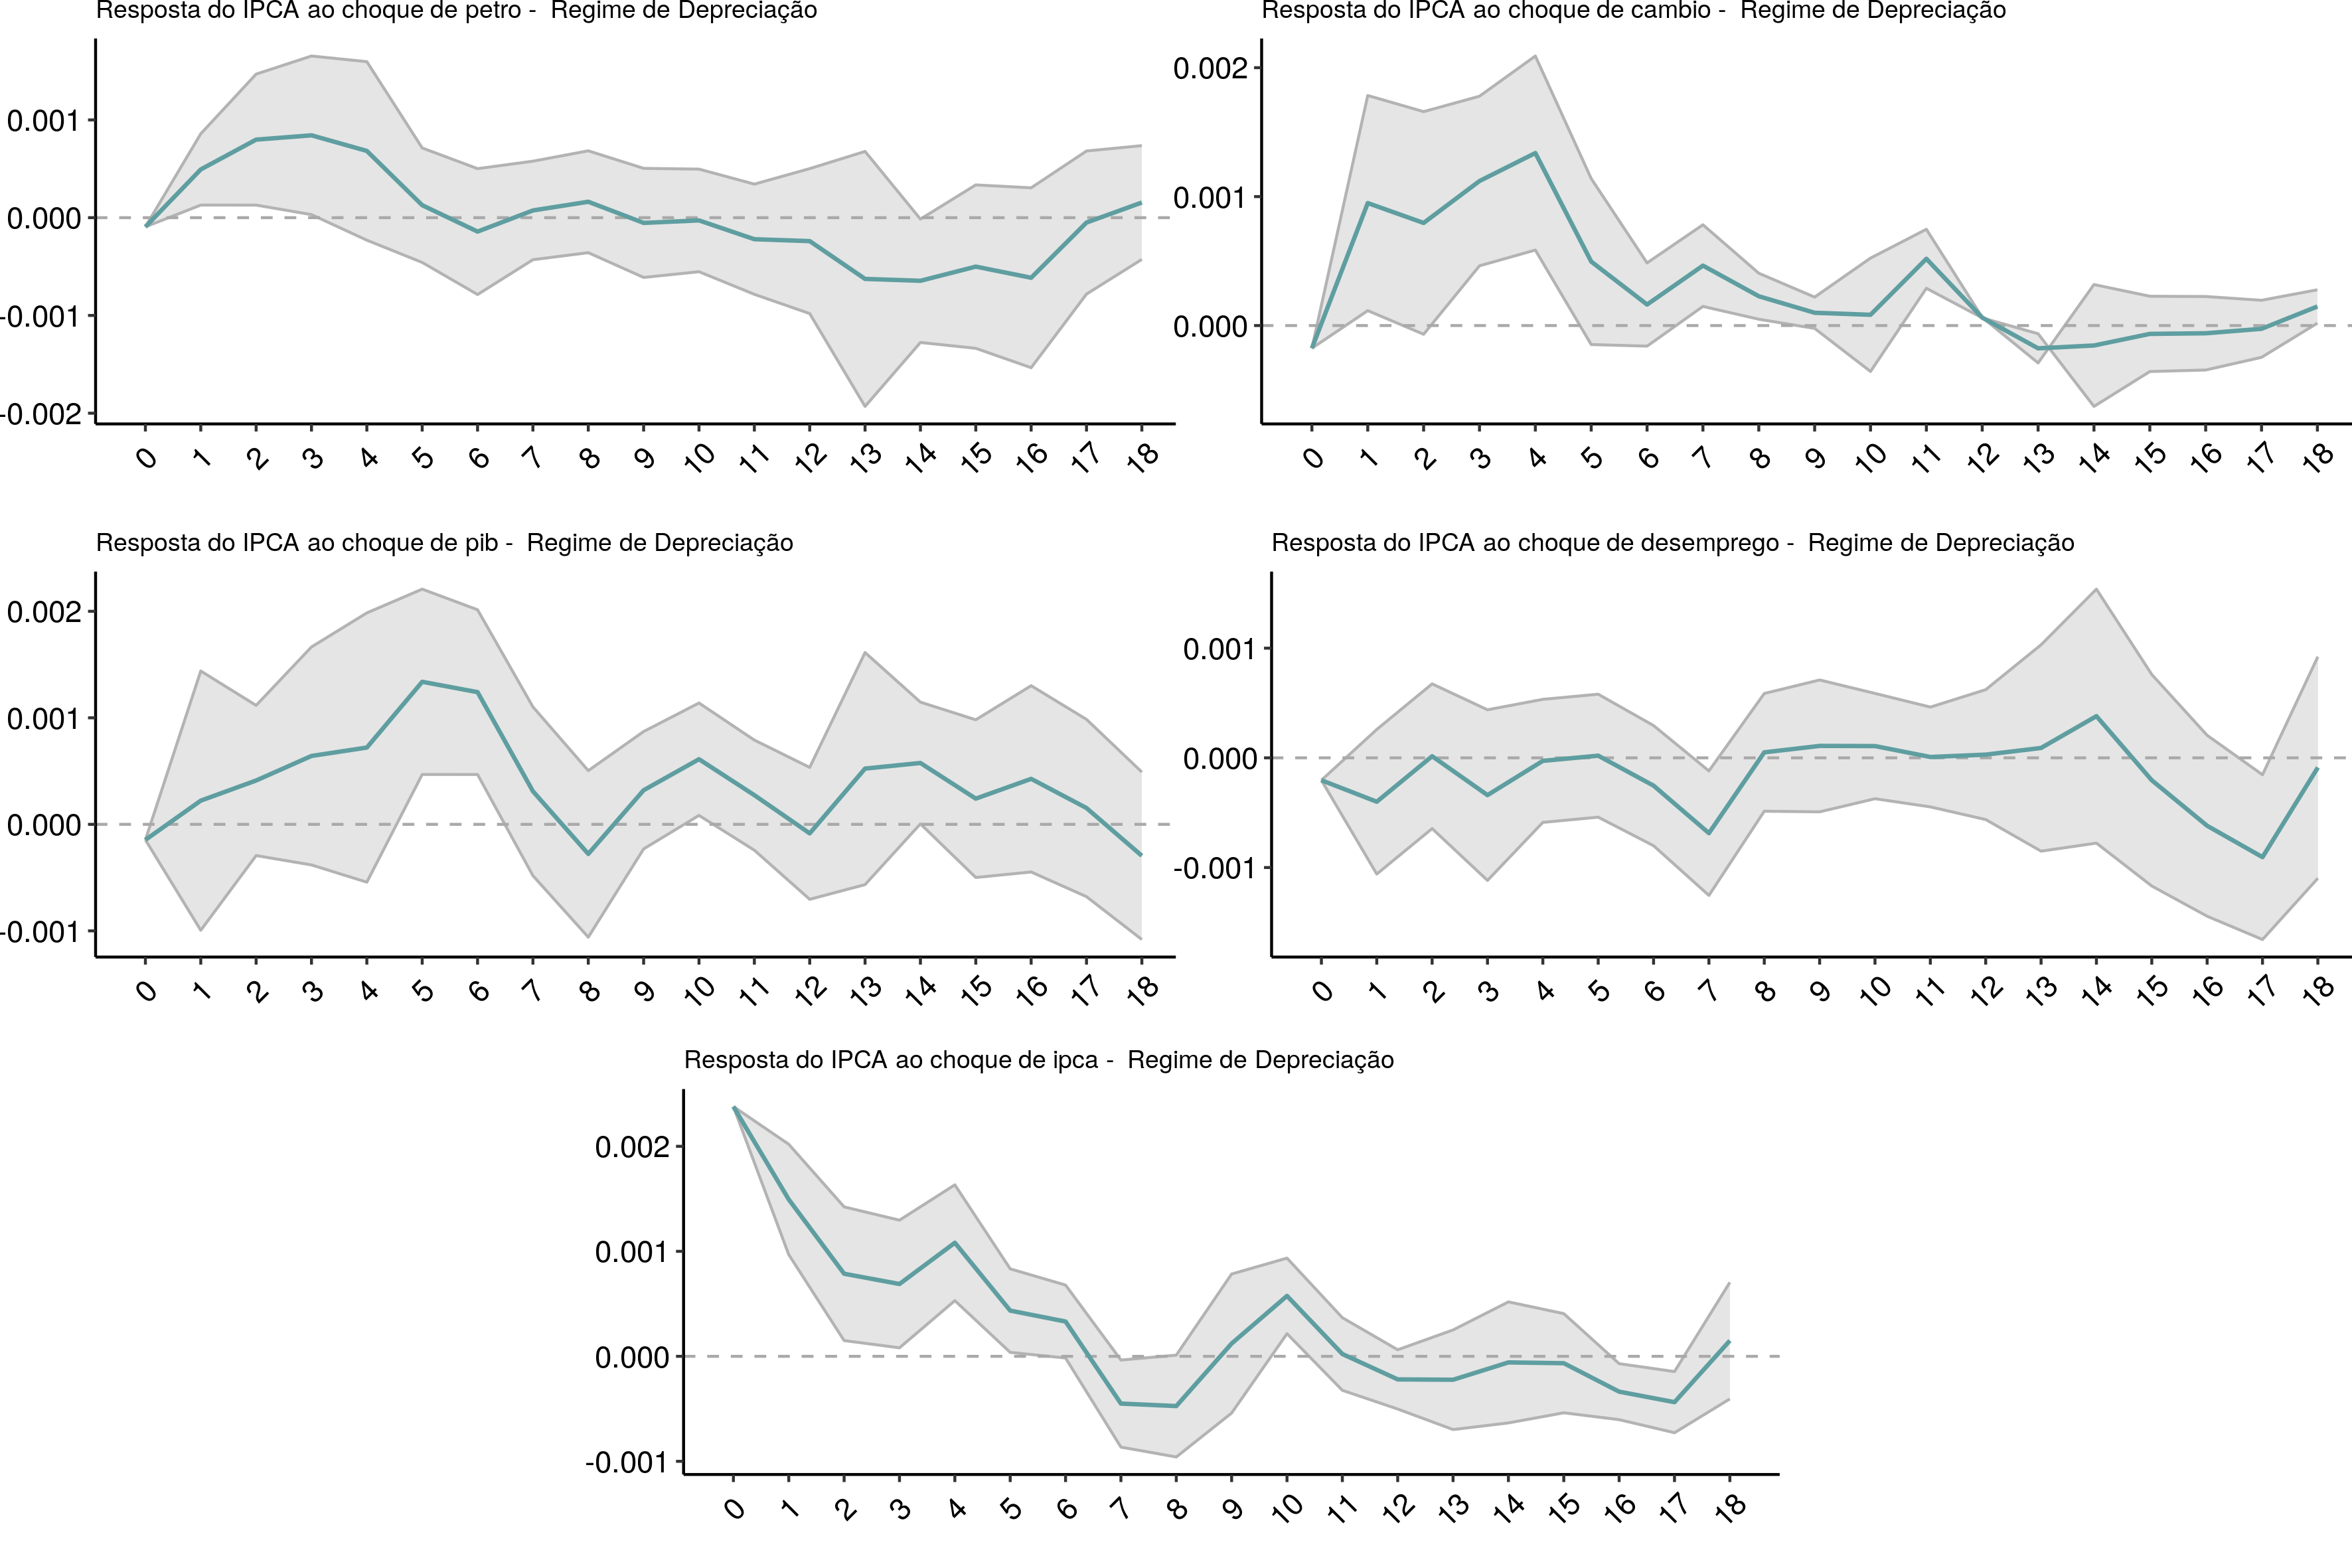 Resposta do IPCA ao choque de petro - Regime de Depreciação
0.001
0.000
-0.001
-0.002
0 1 2 3 4 5 6 7 8 9 10 11 12 13 14 15 16 17 18
Resposta do IPCA ao choque de cambio - Regime de Depreciação
0.002
0.001
0.000
0 1 2 3 4 5 6 7 8 9 10 11 12 13 14 15 16 17 18
Resposta do IPCA ao choque de pib - Regime de Depreciação
0.002
0.001
0.000
-0.001
0 1 2 3 4 5 6 7 8 9 10 11 12 13 14 15 16 17 18
Resposta do IPCA ao choque de desemprego - Regime de Depreciação
0.001
0.000
-0.001
0 1 2 3 4 5 6 7 8 9 10 11 12 13 14 15 16 17 18
Resposta do IPCA ao choque de ipca - Regime de Depreciação
0.002
0.001
0.000
-0.001
0 1 2 3 4 5 6 7 8 9 10 11 12 13 14 15 16 17 18